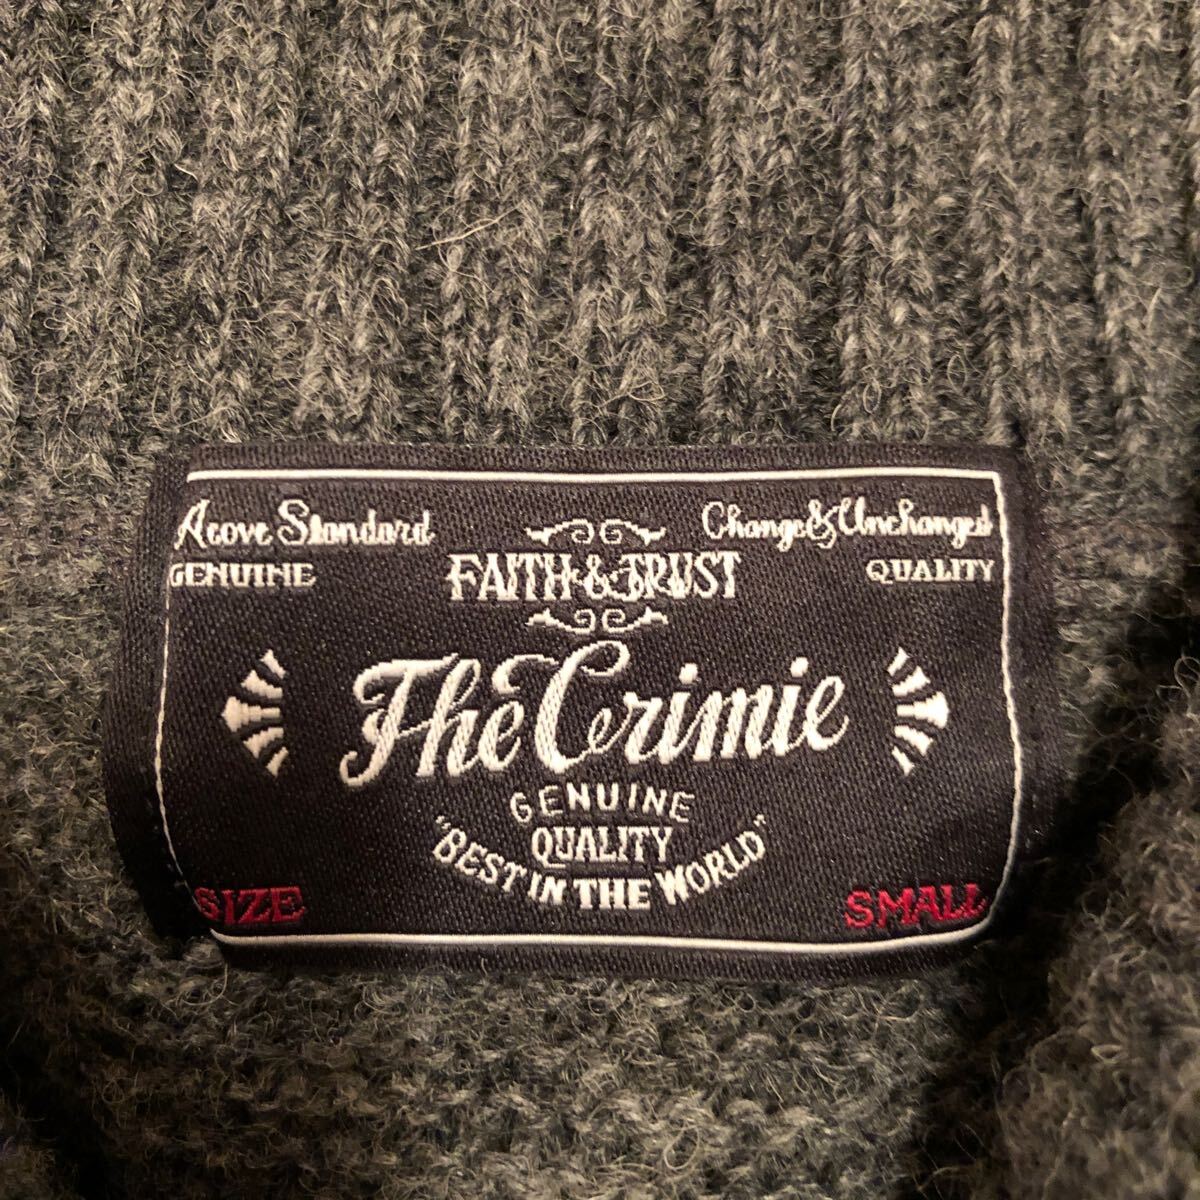 Acove Standard
Change & Unchanged
GENUINE
FAITH & TRUST
QUALITY
The Crimie
GENUINE
QUALITY
"BEST IN THE WORLD"
SIZE
SMALL